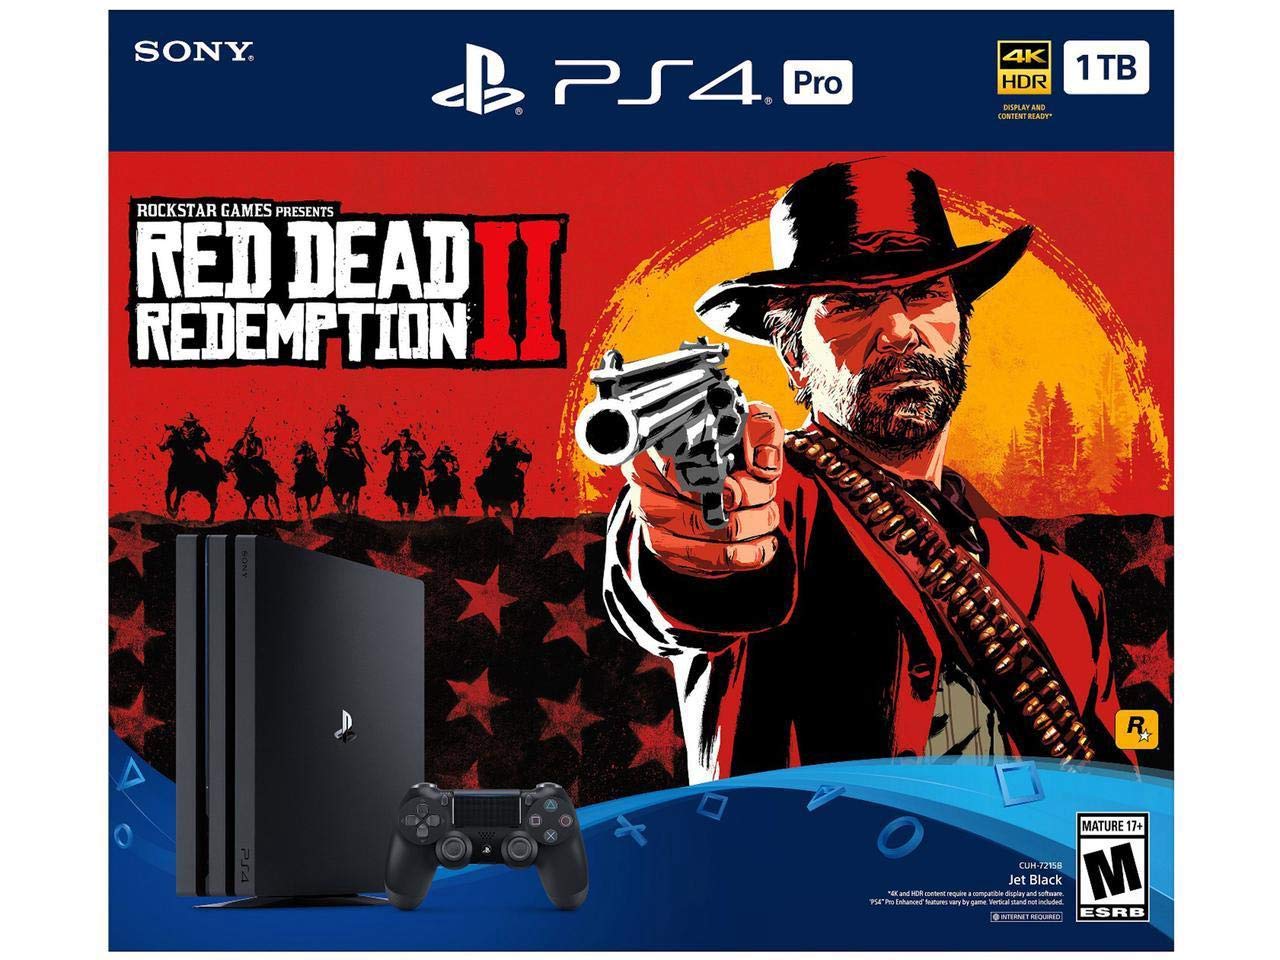 SONY®
PS4® Pro
4K
HDR
DISPLAY AND
CONTENT READY*
1 TB
ROCKSTAR GAMES PRESENTS
RED DEAD
REDEMPTION II
SONY
PS4
R
MATURE 17+
M
ESRB
CUH-7215B
Jet Black
*4K and HDR content require a compatible display and software.
'PS4™ Pro Enhanced' features vary by game. Vertical stand not included.
INTERNET REQUIRED